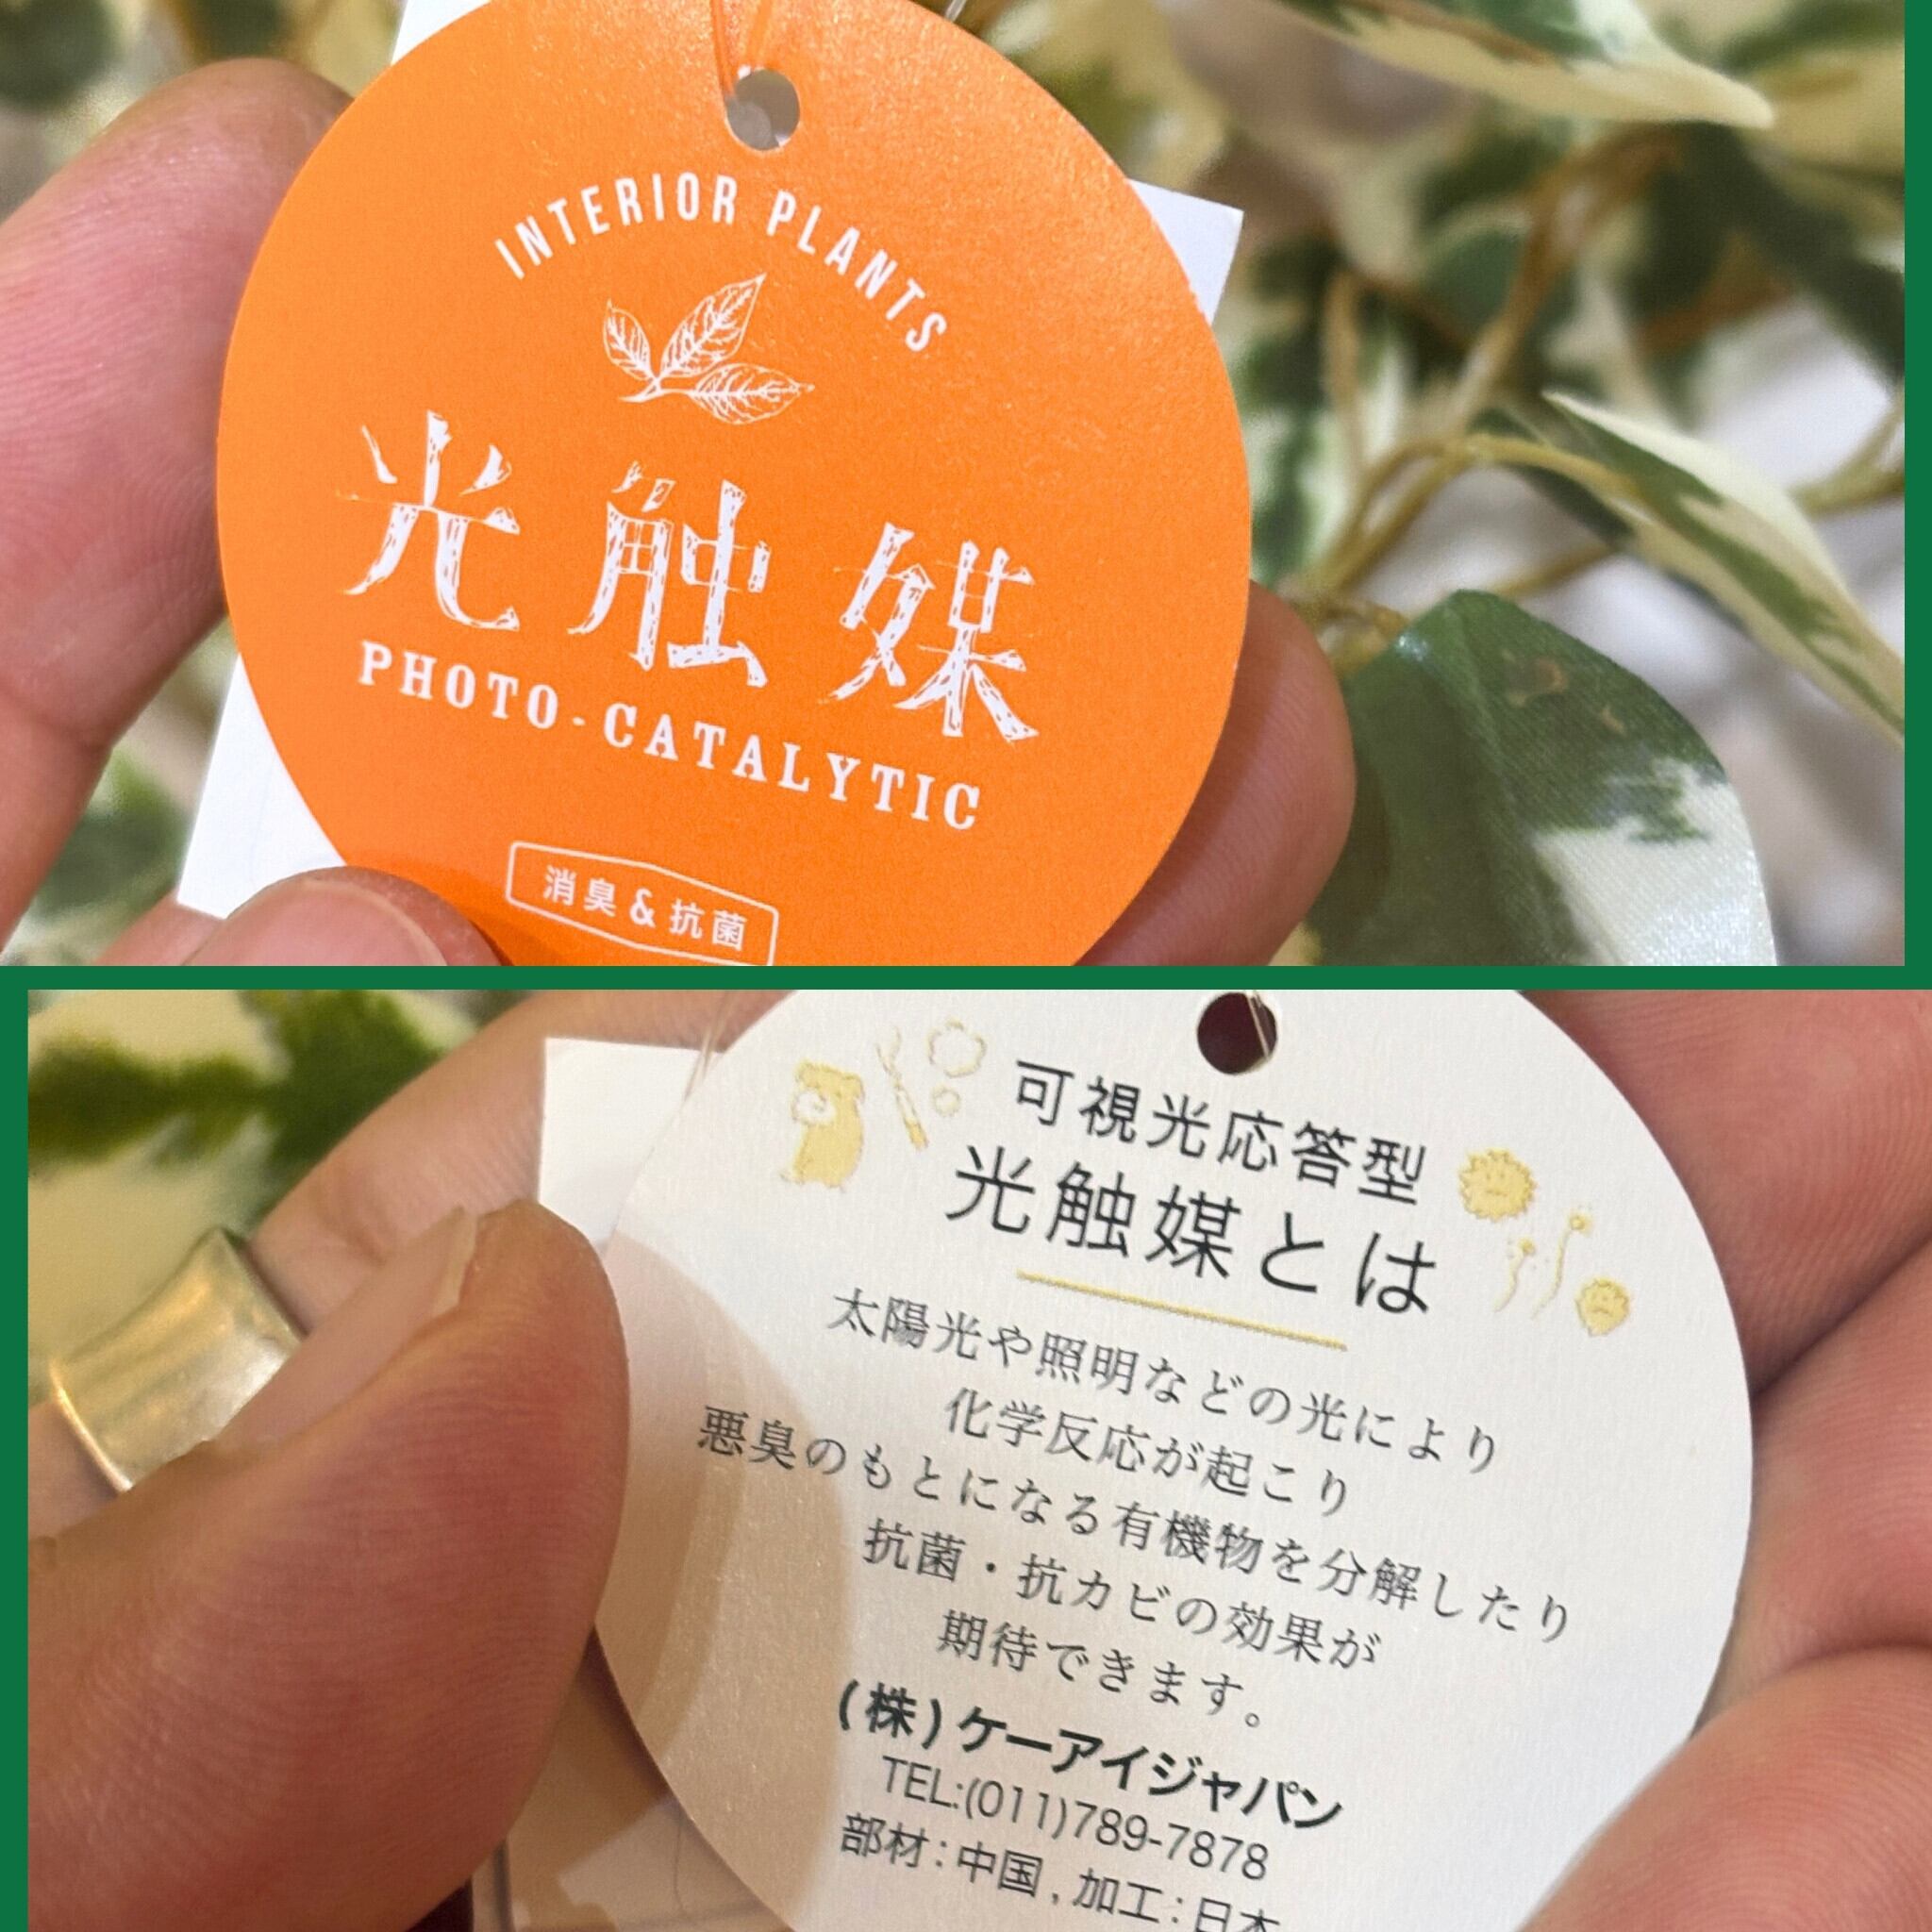 INTERIOR PLANTS
光触媒
PHOTO-CATALYTIC
消臭&抗菌
可視光応答型
光触媒とは
太陽光や照明などの光により
化学反応が起こり
悪臭のもとになる有機物を分解したり
抗菌・抗カビの効果が
期待できます。
(株)ケーアイジャパン
TEL:(011)789-7878
部材:中国,加工:日本